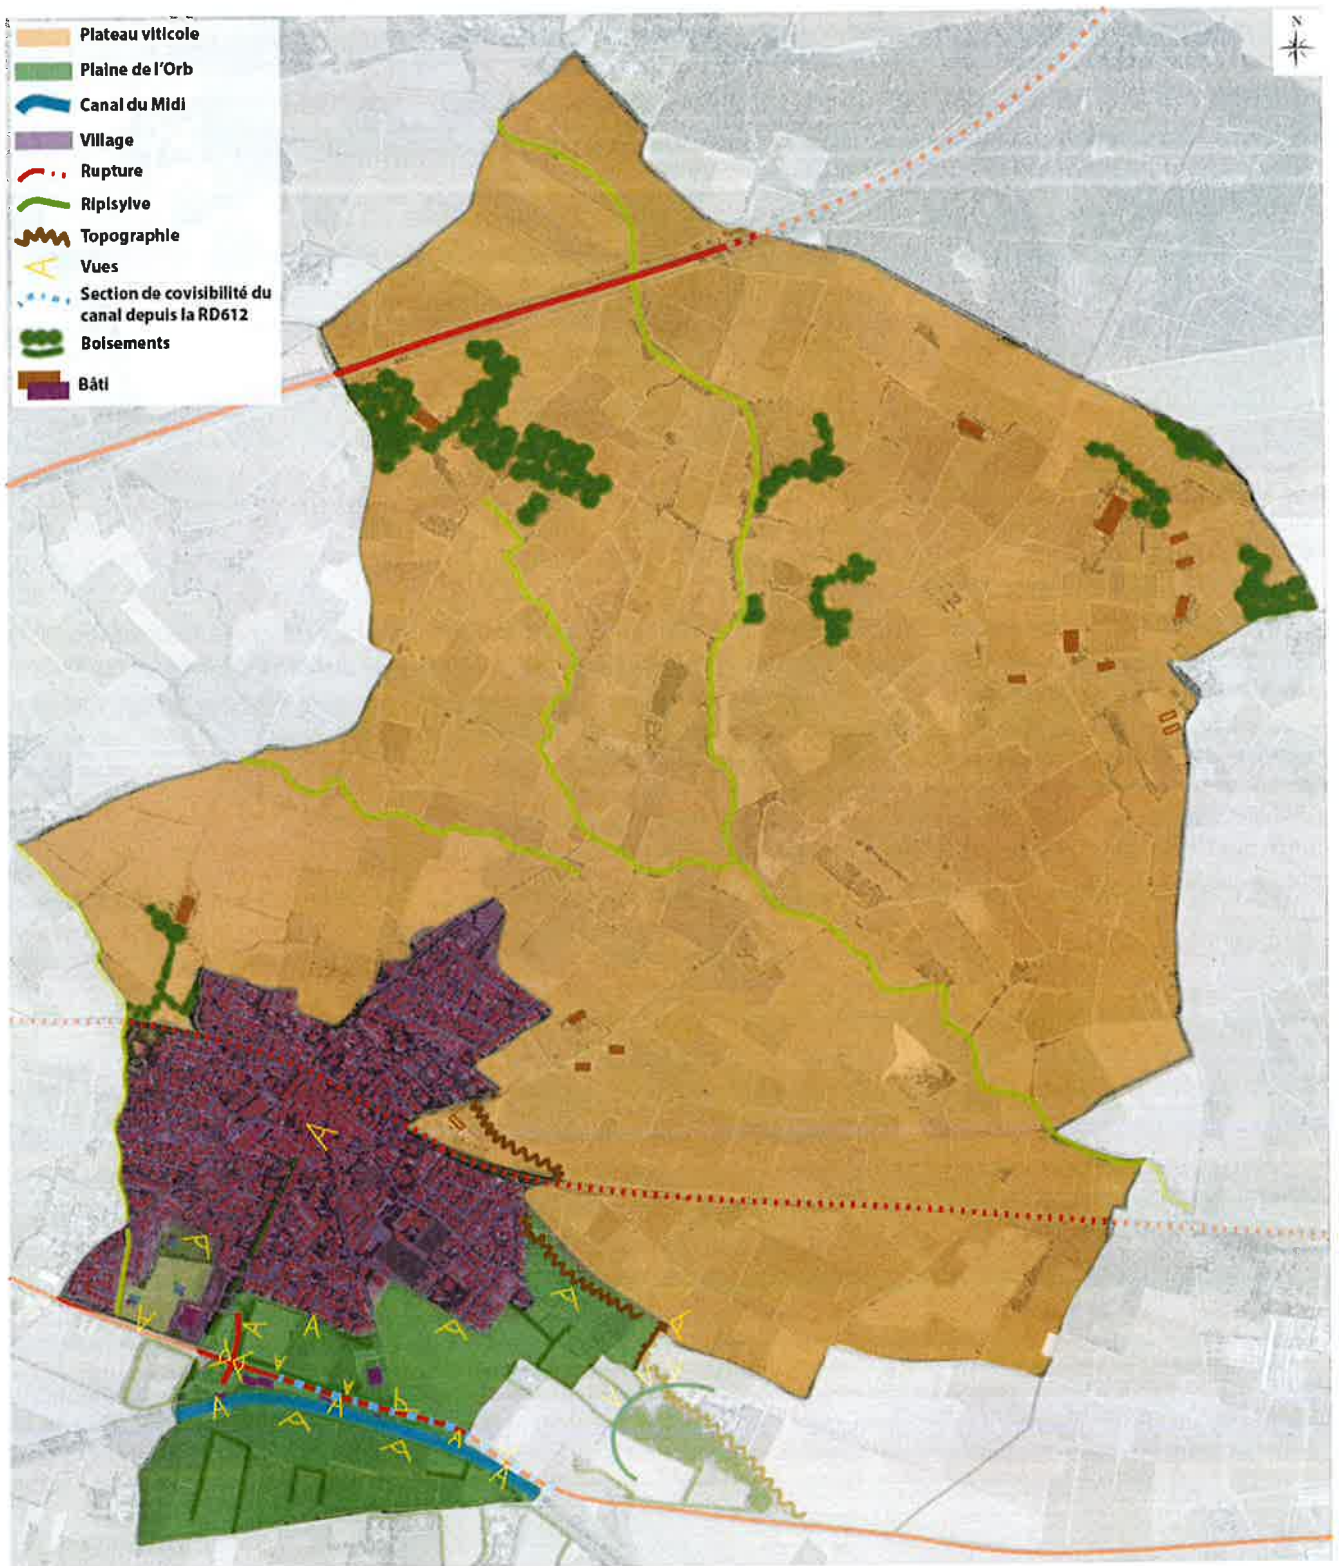 Plateau viticole
N
Plaine de l'Orb
Canal du Midi
Village
Rupture
Ripisylve
Topographie
Vues
Section de covisibilité du
canal depuis la RD612
Boisements
Bâti